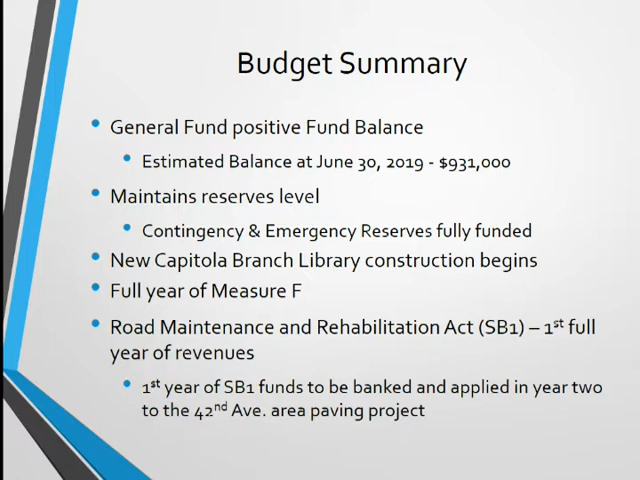 Budget Summary
• General Fund positive Fund Balance
• Estimated Balance at June 30, 2019 - $931,000
• Maintains reserves level
• Contingency & Emergency Reserves fully funded
• New Capitola Branch Library construction begins
• Full year of Measure F
• Road Maintenance and Rehabilitation Act (SB1) – 1st full
year of revenues
• 1st year of SB1 funds to be banked and applied in year two
to the 42nd Ave. area paving project